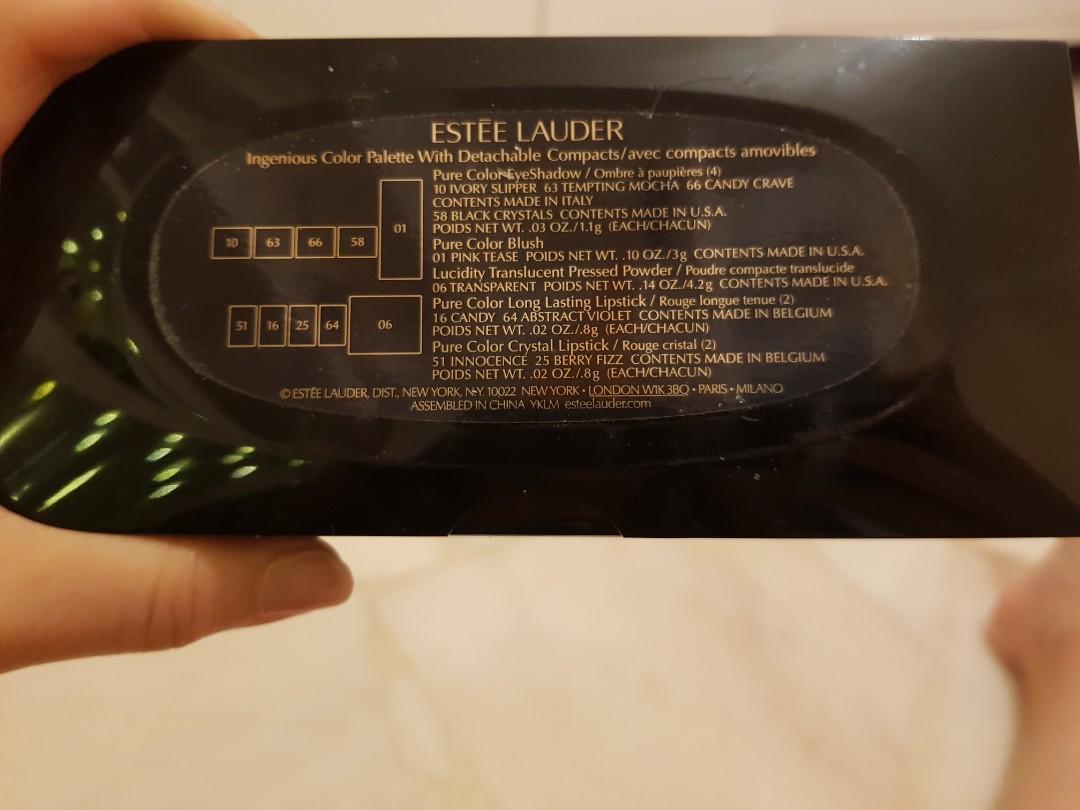 ESTĒE LAUDER
Ingenious Color Palette With Detachable Compacts/avec compacts amovibles
Pure Color EyeShadow / Ombre à paupières (4)
10 IVORY SLIPPER 63 TEMPTING MOCHA 66 CANDY CRAVE
CONTENTS MADE IN ITALY
58 BLACK CRYSTALS CONTENTS MADE IN U.S.A.
POIDS NET WT. .03 OZ./1.1g (EACH/CHACUN)
Pure Color Blush
01 PINK TEASE POIDS NET WT. .10 OZ./3g CONTENTS MADE IN U.S.A.
Lucidity Translucent Pressed Powder / Poudre compacte translucide
06 TRANSPARENT POIDS NET WT. .14 OZ./4.2g CONTENTS MADE IN U.S.A.
Pure Color Long Lasting Lipstick / Rouge longue tenue (2)
16 CANDY 64 ABSTRACT VIOLET CONTENTS MADE IN BELGIUM
POIDS NET WT. .02 OZ./.8g (EACH/CHACUN)
Pure Color Crystal Lipstick / Rouge cristal (2)
51 INNOCENCE 25 BERRY FIZZ CONTENTS MADE IN BELGIUM
POIDS NET WT. .02 OZ./.8g (EACH/CHACUN)
10 63 66 58 01
51 16 25 64 06
© ESTÉE LAUDER, DIST., NEW YORK, N.Y. 10022 NEW YORK • LONDON W1K 3BQ • PARIS • MILANO
ASSEMBLED IN CHINA YKLM esteelauder.com